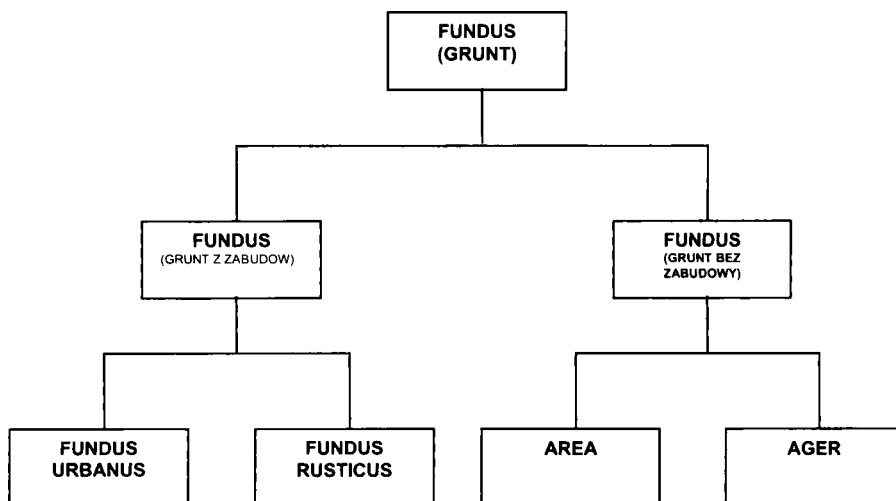 FUNDUS
(GRUNT)
FUNDUS
(GRUNT Z ZABUDOW)
FUNDUS
(GRUNT BEZ
ZABUDOWY)
FUNDUS
URBANUS
FUNDUS
RUSTICUS
AREA
AGER